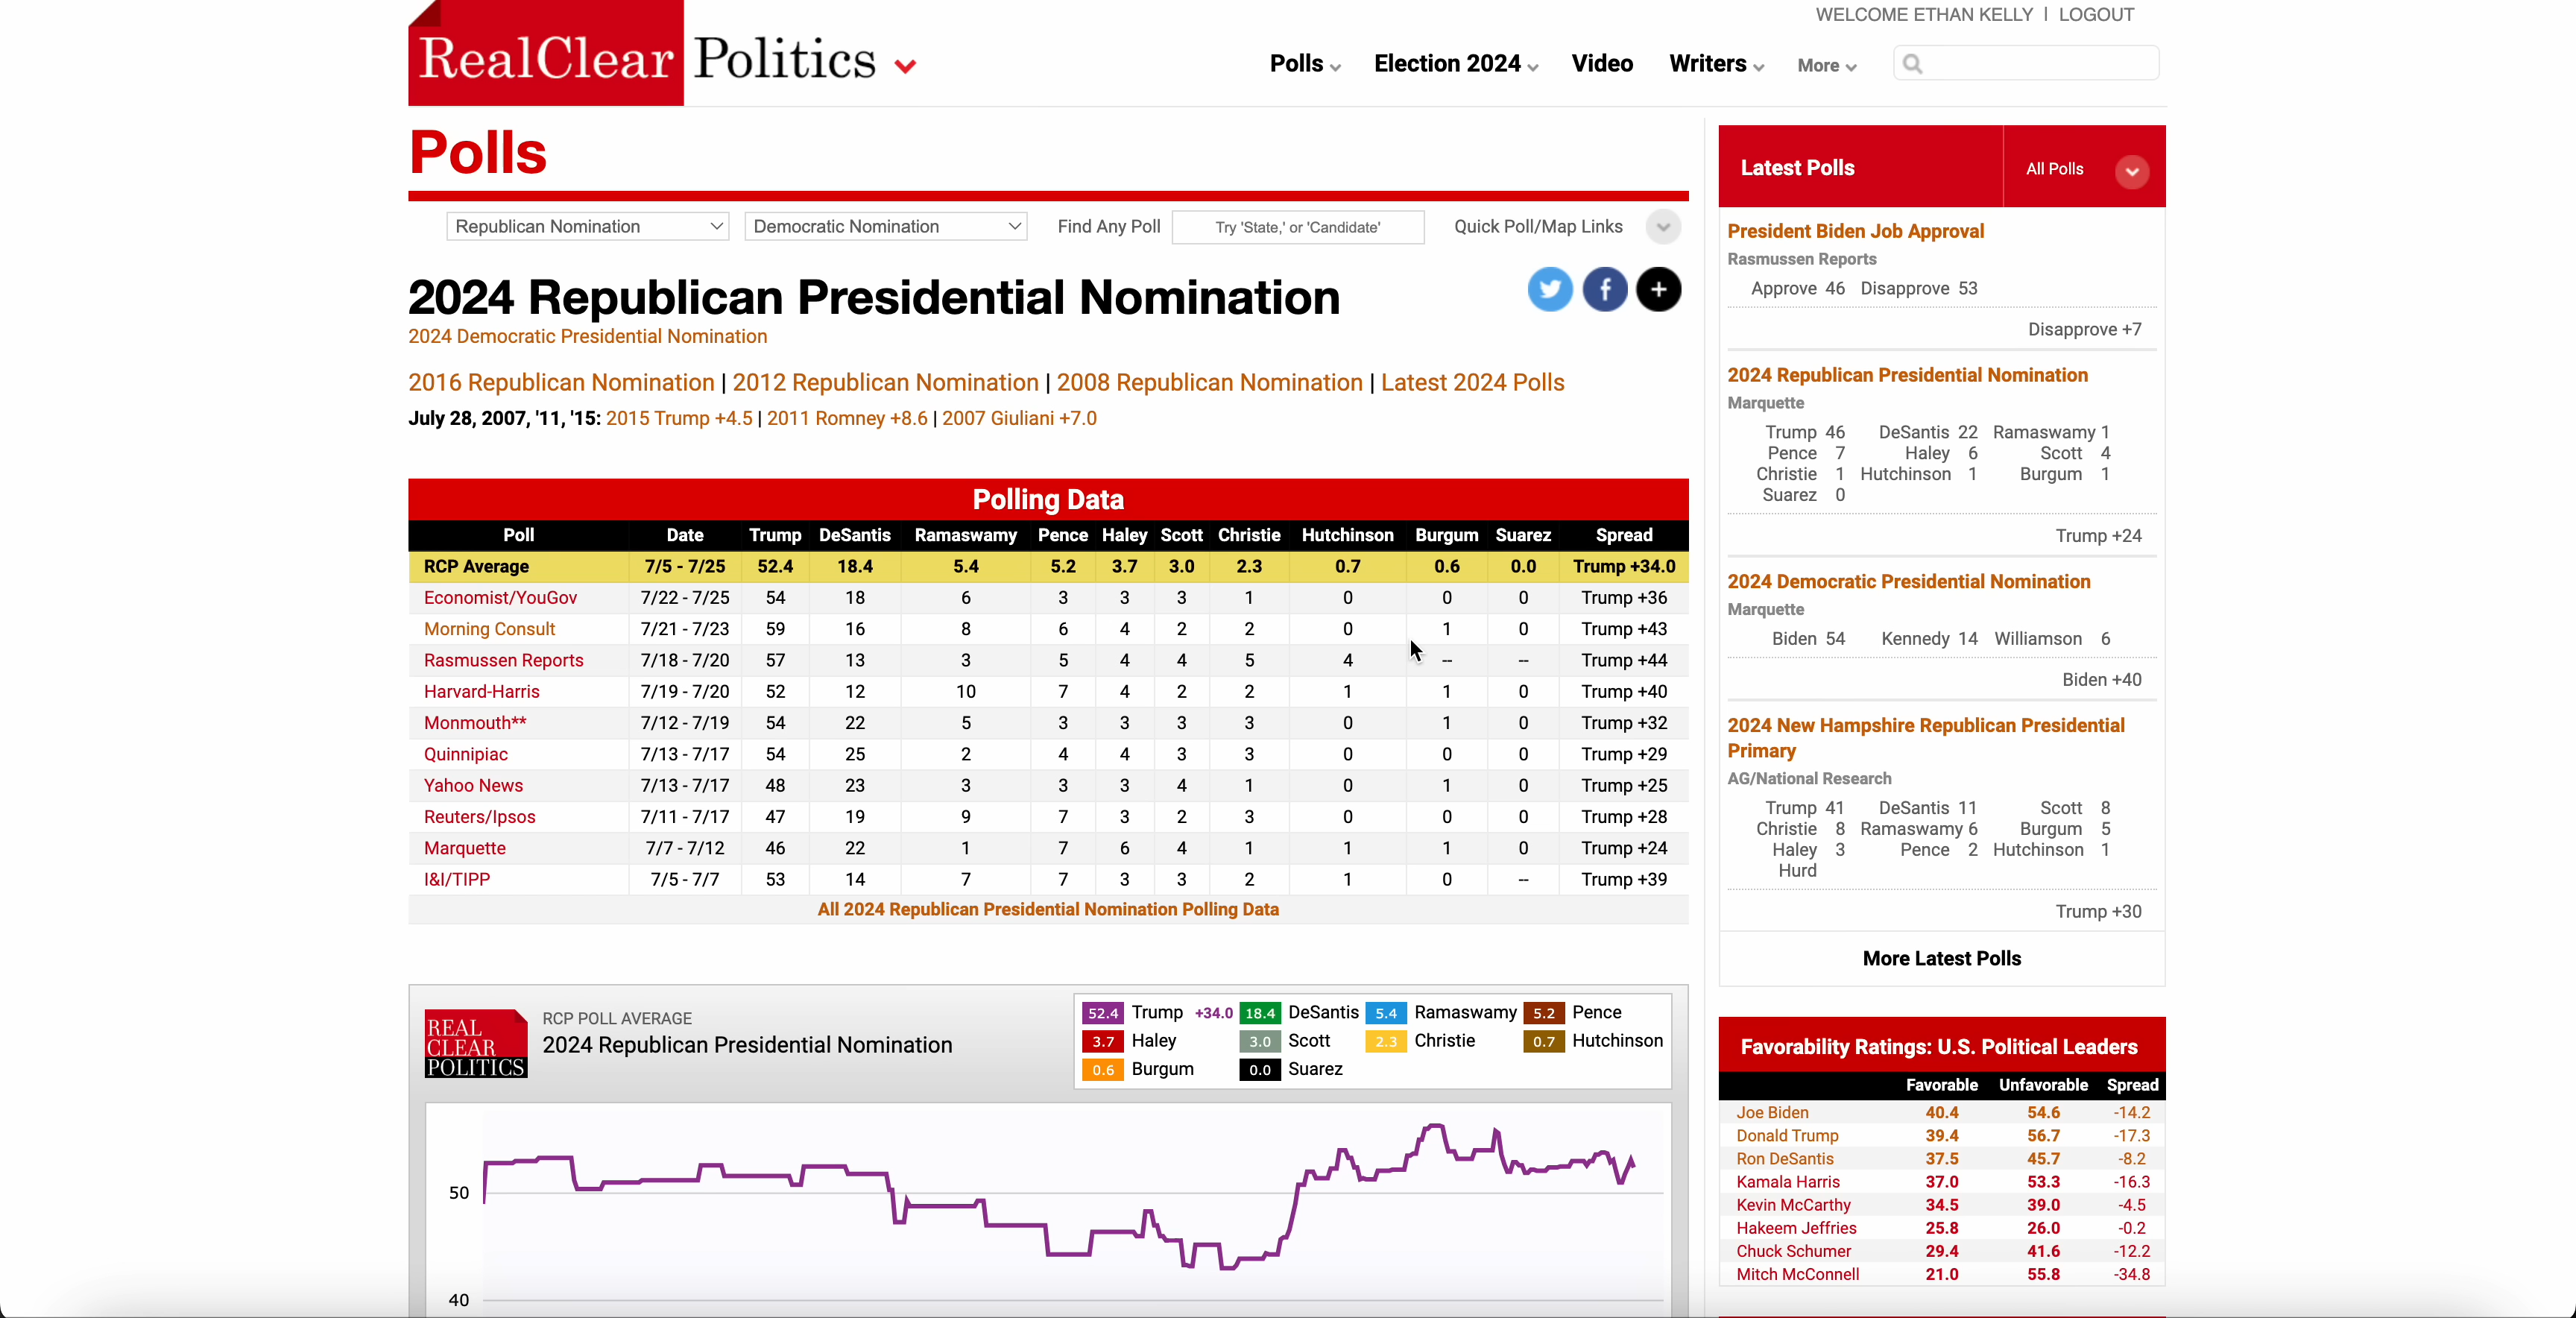 WELCOME ETHAN KELLY | LOGOUT
RealClear Politics
Polls Election 2024 Video Writers More
Polls
Republican Nomination Democratic Nomination Find Any Poll Try 'State,' or 'Candidate' Quick Poll/Map Links
2024 Republican Presidential Nomination
2024 Democratic Presidential Nomination
2016 Republican Nomination | 2012 Republican Nomination | 2008 Republican Nomination | Latest 2024 Polls
July 28, 2007, '11, '15: 2015 Trump +4.5 | 2011 Romney +8.6 | 2007 Giuliani +7.0
Polling Data
Poll Date Trump DeSantis Ramaswamy Pence Haley Scott Christie Hutchinson Burgum Suarez Spread
RCP Average 7/5 - 7/25 52.4 18.4 5.4 5.2 3.7 3.0 2.3 0.7 0.6 0.0 Trump +34.0
Economist/YouGov 7/22 - 7/25 54 18 6 3 3 3 1 0 0 0 Trump +36
Morning Consult 7/21 - 7/23 59 16 8 6 4 2 2 0 1 0 Trump +43
Rasmussen Reports 7/18 - 7/20 57 13 3 5 4 4 5 4 -- -- Trump +44
Harvard-Harris 7/19 - 7/20 52 12 10 7 4 2 2 1 1 0 Trump +40
Monmouth** 7/12 - 7/19 54 22 5 3 3 3 3 0 1 0 Trump +32
Quinnipiac 7/13 - 7/17 54 25 2 4 4 3 3 0 0 0 Trump +29
Yahoo News 7/13 - 7/17 48 23 3 3 3 4 1 0 1 0 Trump +25
Reuters/Ipsos 7/11 - 7/17 47 19 9 7 3 2 3 0 0 0 Trump +28
Marquette 7/7 - 7/12 46 22 1 7 6 4 1 1 1 0 Trump +24
I&I/TIPP 7/5 - 7/7 53 14 7 7 3 3 2 1 0 -- Trump +39
All 2024 Republican Presidential Nomination Polling Data
REAL
CLEAR
POLITICS
RCP POLL AVERAGE
2024 Republican Presidential Nomination
52.4 Trump +34.0 18.4 DeSantis 5.4 Ramaswamy 5.2 Pence
3.7 Haley 3.0 Scott 2.3 Christie 0.7 Hutchinson
0.6 Burgum 0.0 Suarez
50
40
Latest Polls All Polls
President Biden Job Approval
Rasmussen Reports
Approve 46 Disapprove 53
Disapprove +7
2024 Republican Presidential Nomination
Marquette
Trump 46 DeSantis 22 Ramaswamy 1
Pence 7 Haley 6 Scott 4
Christie 1 Hutchinson 1 Burgum 1
Suarez 0
Trump +24
2024 Democratic Presidential Nomination
Marquette
Biden 54 Kennedy 14 Williamson 6
Biden +40
2024 New Hampshire Republican Presidential
Primary
AG/National Research
Trump 41 DeSantis 11 Scott 8
Christie 8 Ramaswamy 6 Burgum 5
Haley 3 Pence 2 Hutchinson 1
Hurd
Trump +30
More Latest Polls
Favorability Ratings: U.S. Political Leaders
Favorable Unfavorable Spread
Joe Biden 40.4 54.6 -14.2
Donald Trump 39.4 56.7 -17.3
Ron DeSantis 37.5 45.7 -8.2
Kamala Harris 37.0 53.3 -16.3
Kevin McCarthy 34.5 39.0 -4.5
Hakeem Jeffries 25.8 26.0 -0.2
Chuck Schumer 29.4 41.6 -12.2
Mitch McConnell 21.0 55.8 -34.8